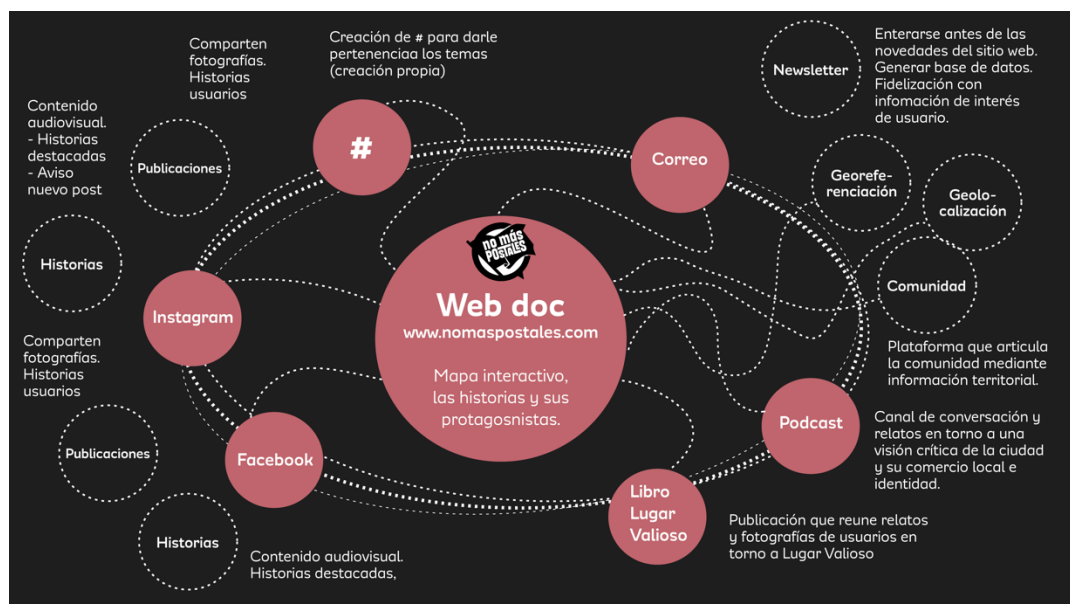 Comparten
fotografías.
Historias
usuarios
Creación de # para darle
pertenenciaa los temas
(creación propia)
Newsletter
Enterarse antes de las
novedades del sitio web.
Generar base de datos.
Fidelización con
infomación de interés
de usuario.
Contenido
audiovisual.
- Historias
destacadas
- Aviso
nuevo post
Publicaciones
#
Correo
Georefe-
renciación
Geolo-
calización
Historias
Instagram
no más
POSTALES
Web doc
www.nomaspostales.com
Mapa interactivo,
las historias y sus
protagosnistas.
Comunidad
Plataforma que articula
la comunidad mediante
información territorial.
Comparten
fotografías.
Historias
usuarios
Publicaciones
Facebook
Podcast
Canal de conversación y
relatos en torno a una
visión crítica de la ciudad
y su comercio local e
identidad.
Libro
Lugar
Valioso
Publicación que reune relatos
y fotografías de usuarios en
torno a Lugar Valioso
Historias
Contenido audiovisual.
Historias destacadas,